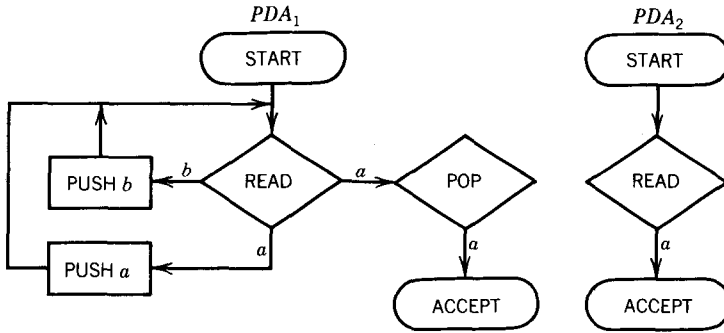 PDA₁
PDA₂
START
START
PUSH b
b
READ
a
POP
READ
a
a
a
PUSH a
ACCEPT
ACCEPT